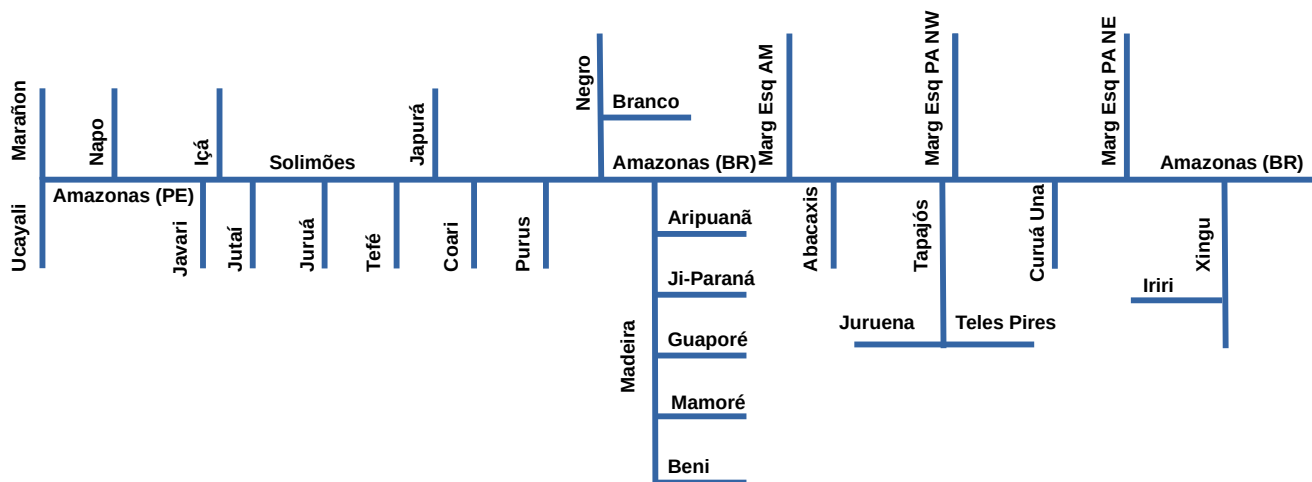 Marañon
Napo
Içá
Solimões
Japurá
Negro
Branco
Amazonas (BR)
Marg Esq AM
Marg Esq PA NW
Marg Esq PA NE
Amazonas (BR)
Ucayali
Amazonas (PE)
Javari
Jutaí
Juruá
Tefé
Coari
Purus
Madeira
Aripuanã
Ji-Paraná
Guaporé
Mamoré
Beni
Abacaxis
Tapajós
Juruena
Teles Pires
Curuá Una
Xingu
Iriri